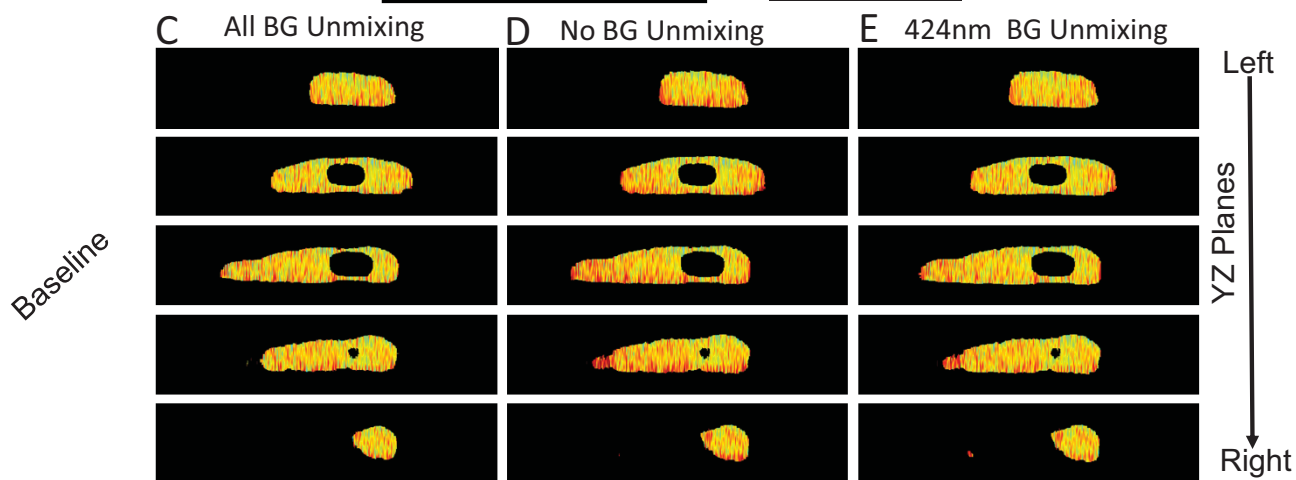 C All BG Unmixing
D No BG Unmixing
E 424nm BG Unmixing
Left
Baseline
YZ Planes
Right